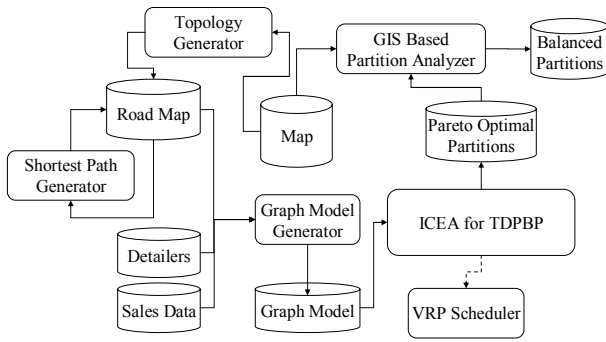 Topology
Generator
GIS Based
Partition Analyzer
Balanced
Partitions
Road Map
Map
Pareto Optimal
Partitions
Shortest Path
Generator
Graph Model
Generator
ICEA for TDPBP
Detailers
Sales Data
Graph Model
VRP Scheduler